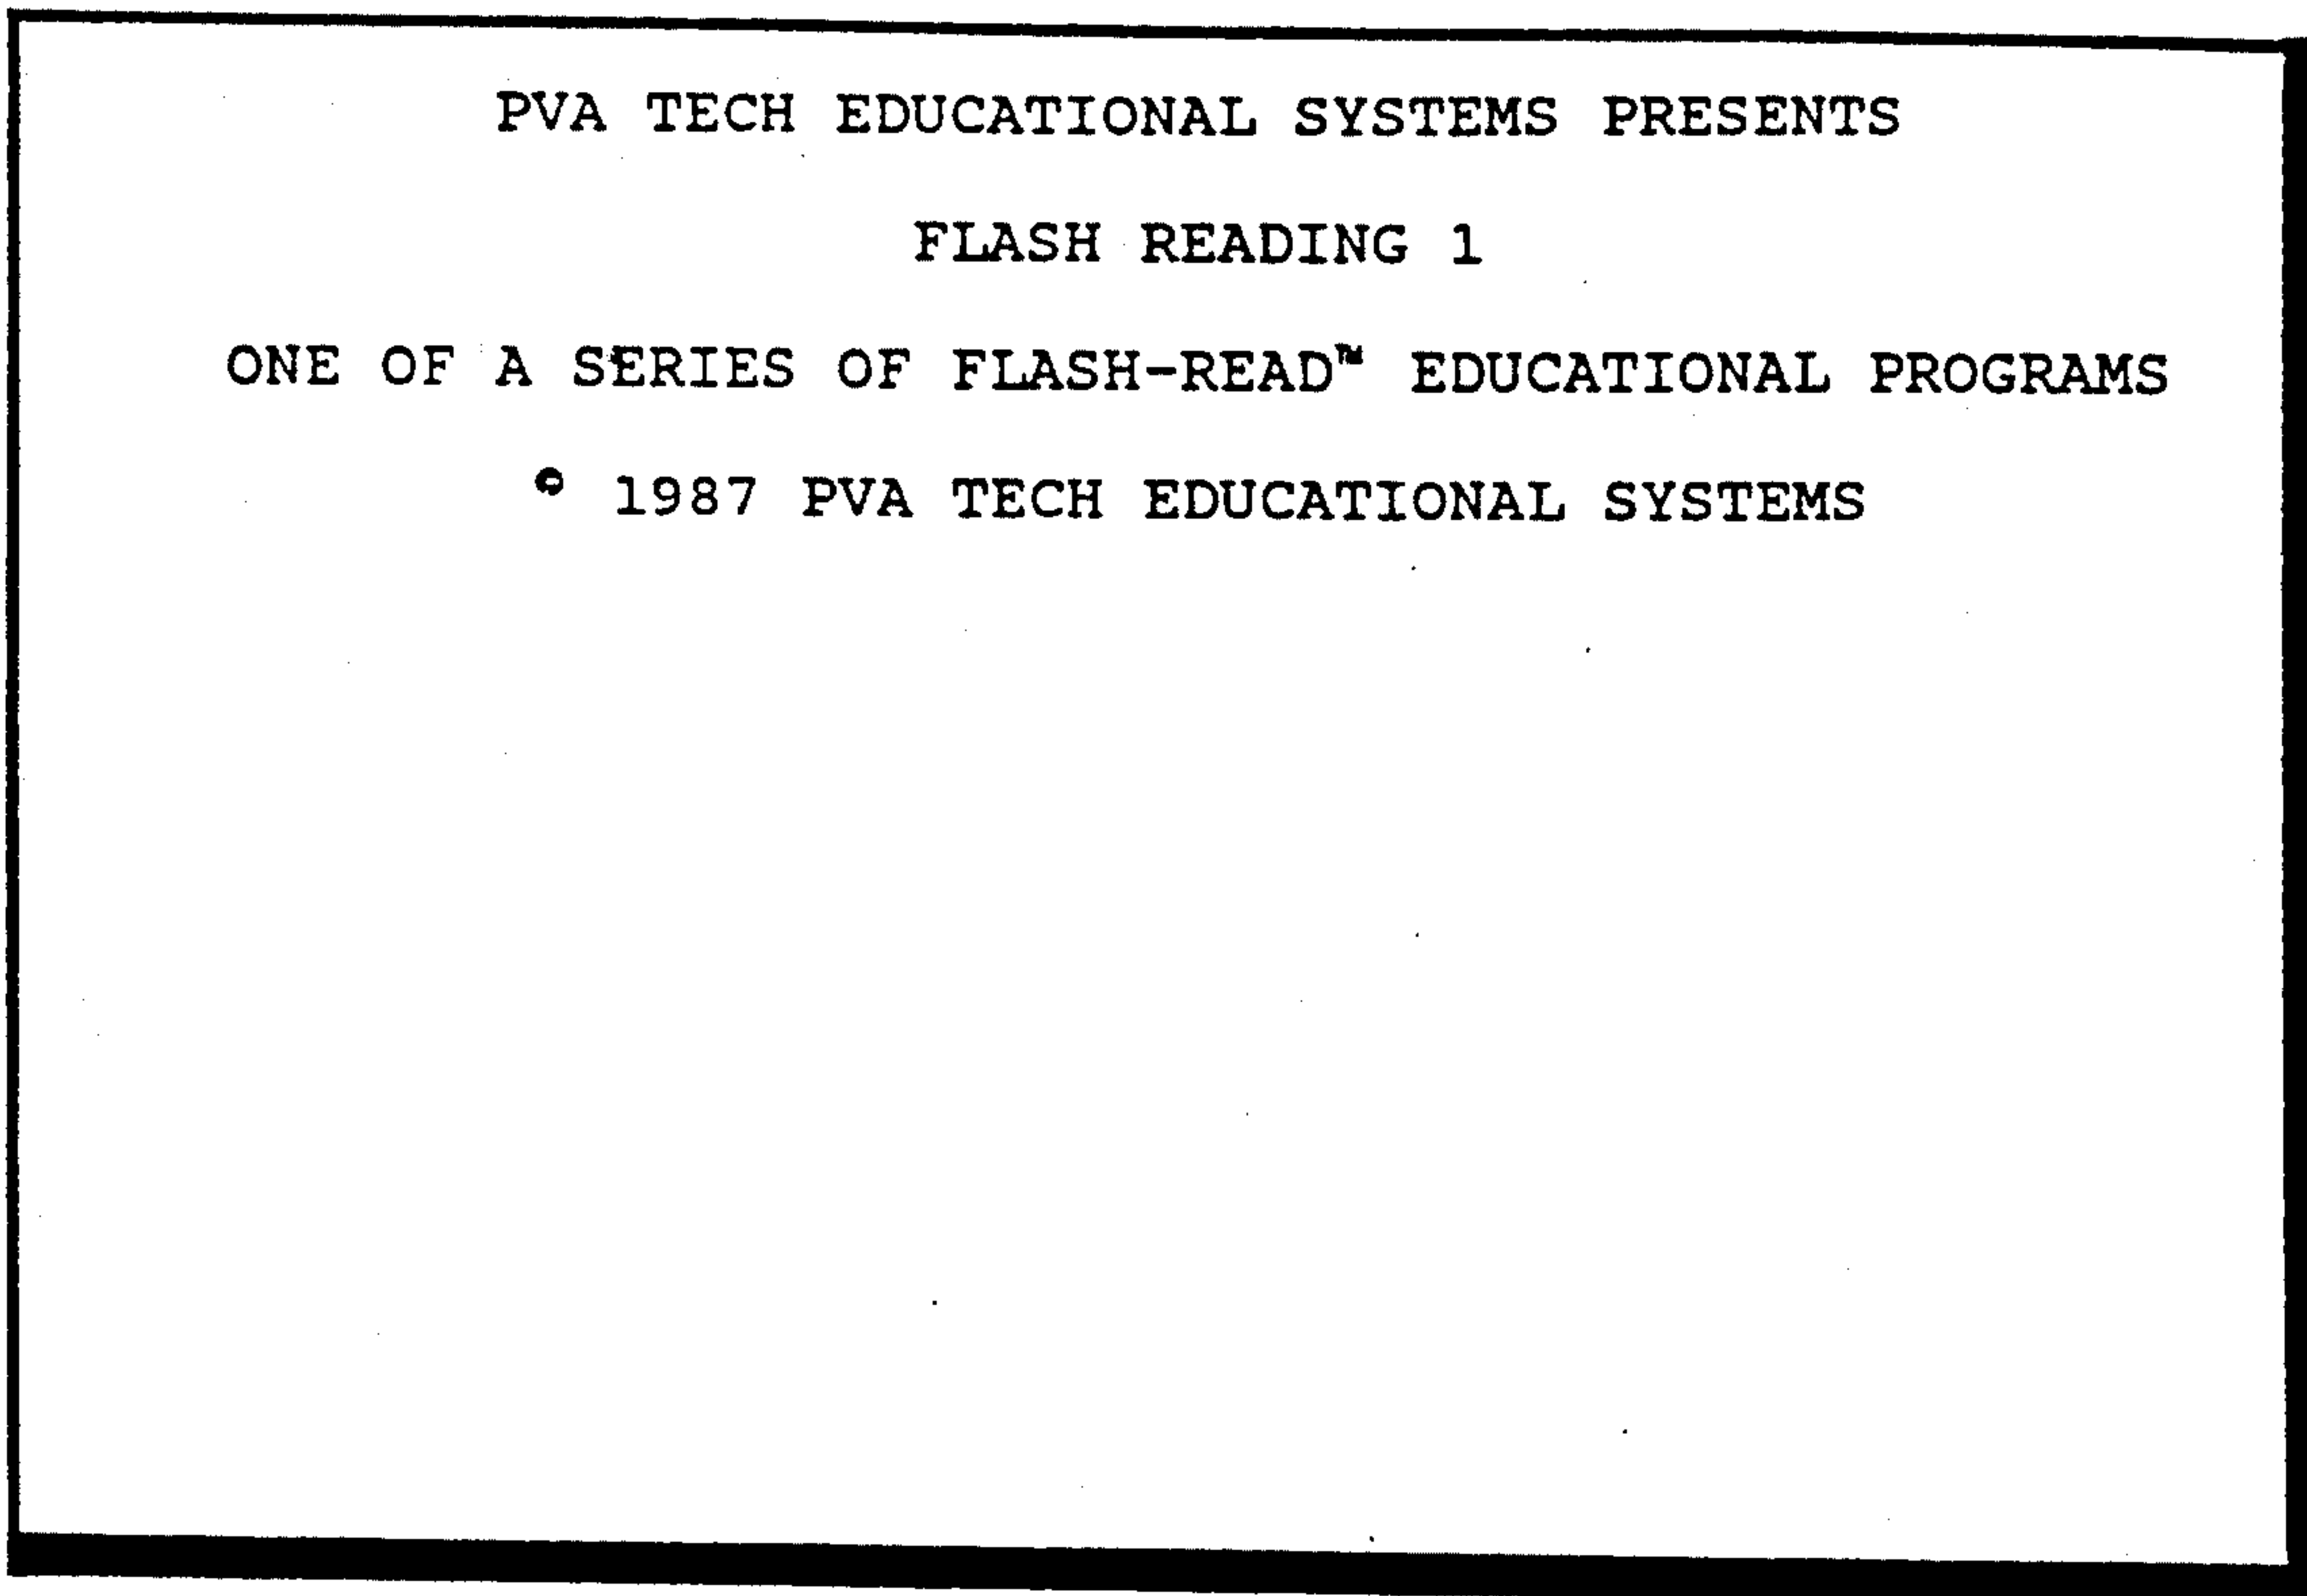 PVA TECH EDUCATIONAL SYSTEMS PRESENTS
FLASH READING 1
ONE OF A SERIES OF FLASH-READ™ EDUCATIONAL PROGRAMS
© 1987 PVA TECH EDUCATIONAL SYSTEMS